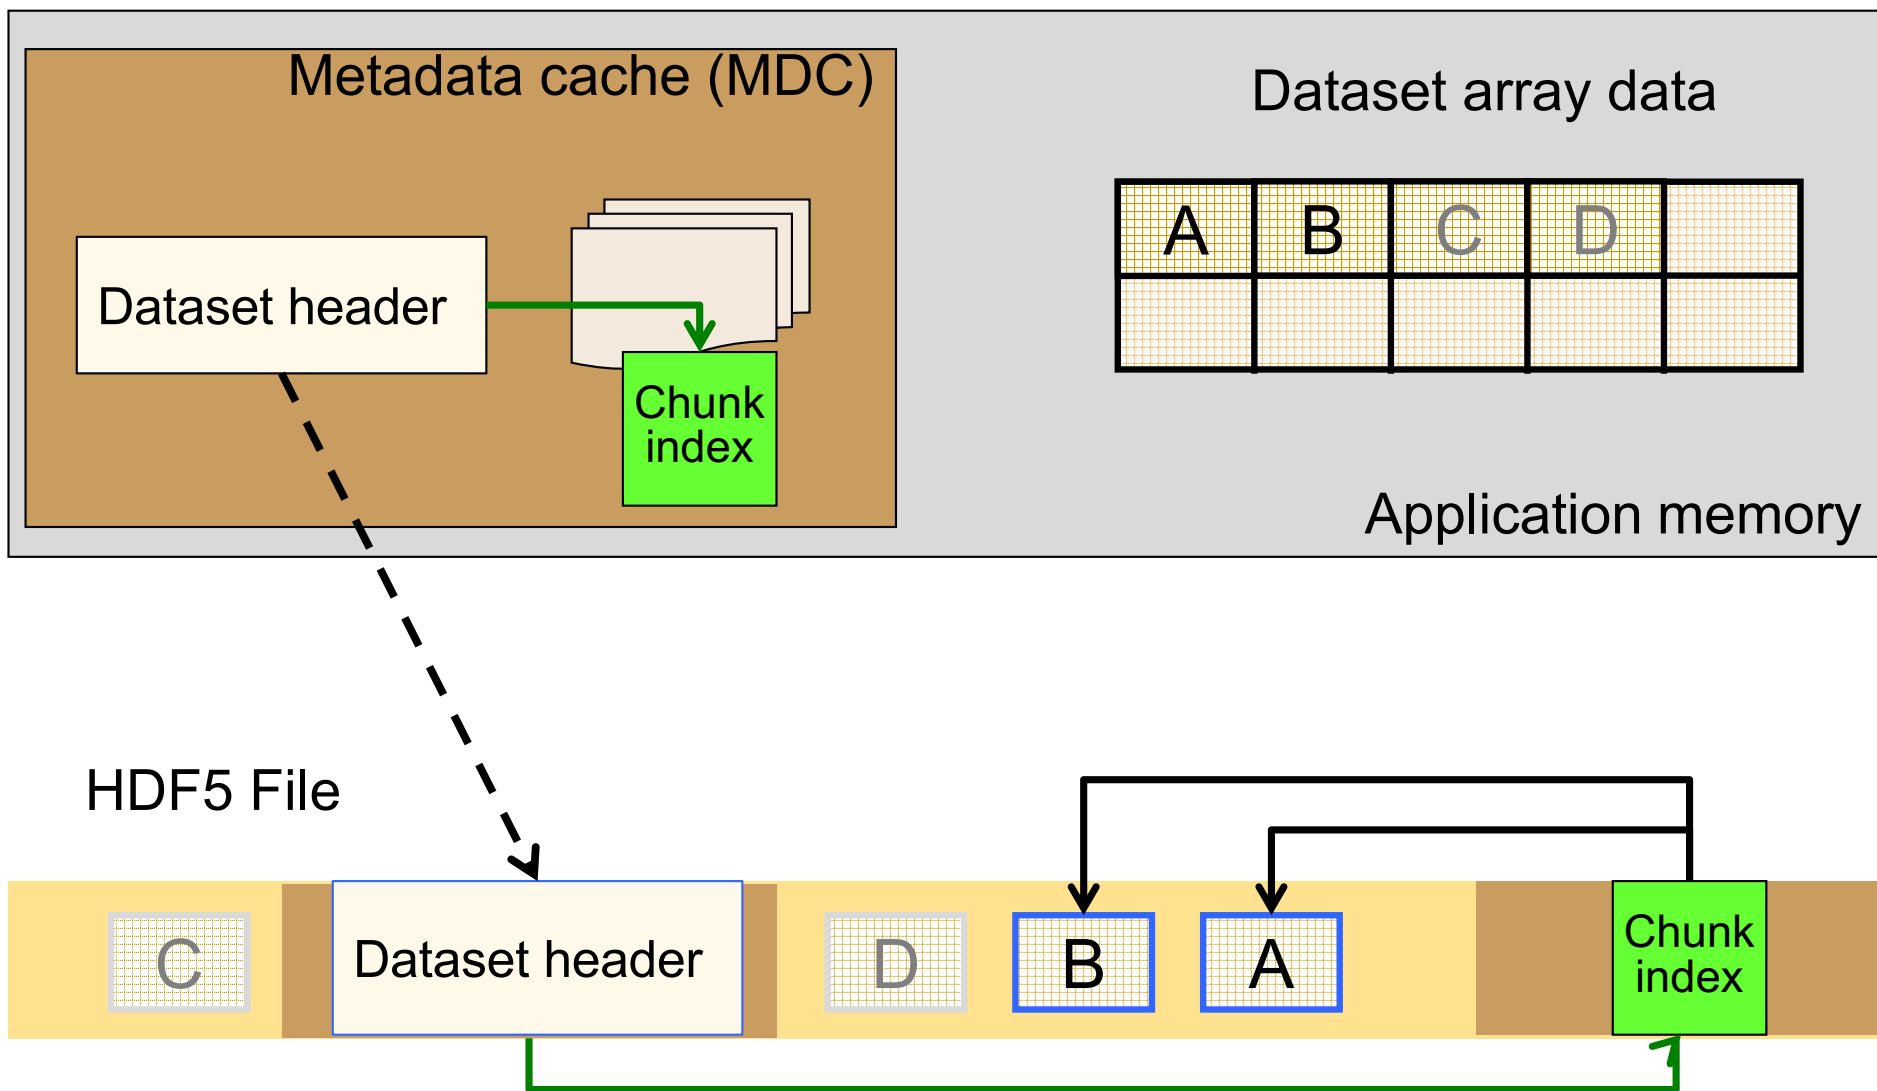 Metadata cache (MDC)
Dataset array data
A B C D
Dataset header
Chunk
index
Application memory
HDF5 File
C
Dataset header
D
B
A
Chunk
index